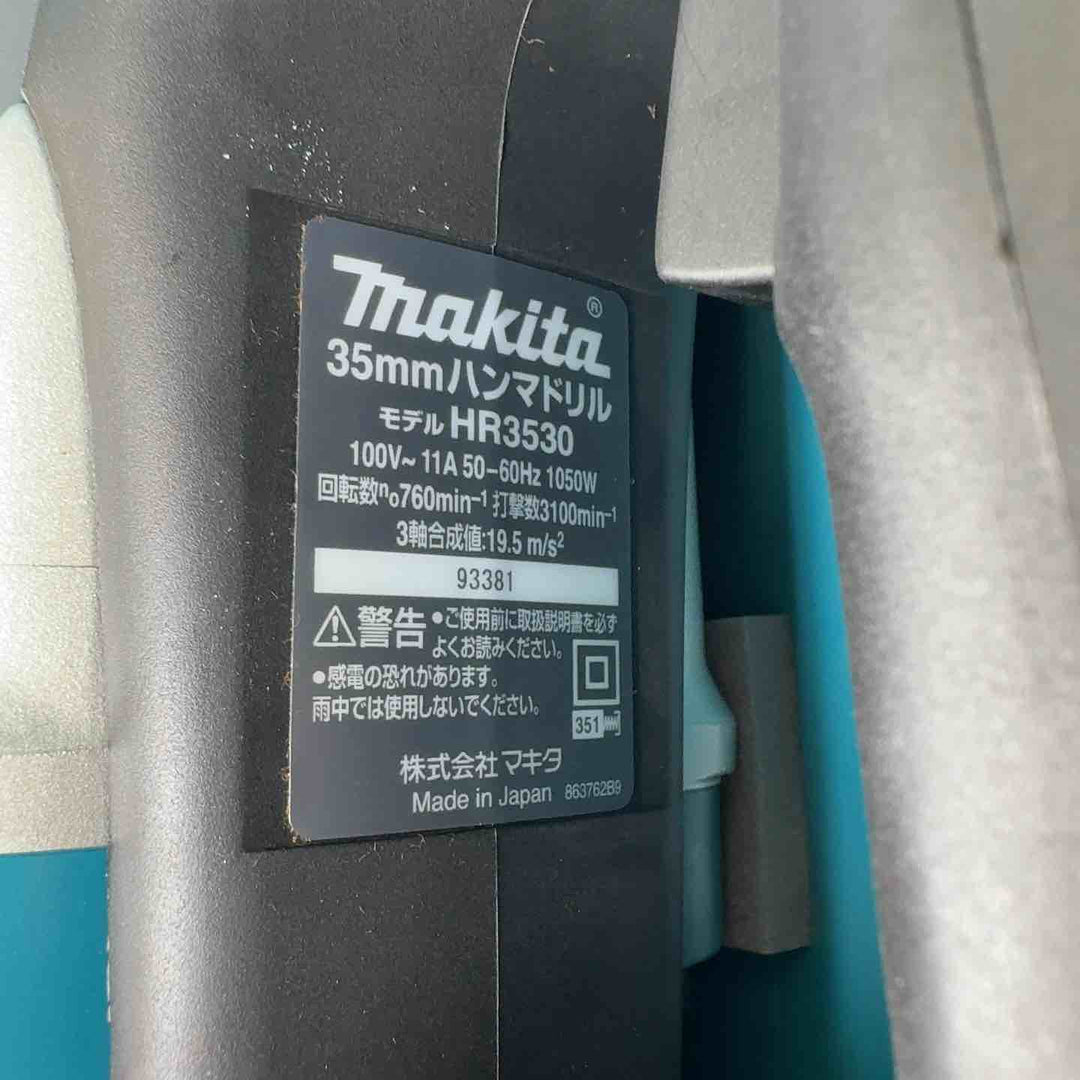 makita®
35mmハンマドリル
モデル HR3530
100V~ 11A 50-60Hz 1050W
回転数n₀760min⁻¹ 打撃数3100min⁻¹
3軸合成値:19.5 m/s²
93381
警告 •ご使用前に取扱説明書を必ず
よくお読みください。
•感電の恐れがあります。
雨中では使用しないでください。
351
株式会社マキタ
Made in Japan 863762B9